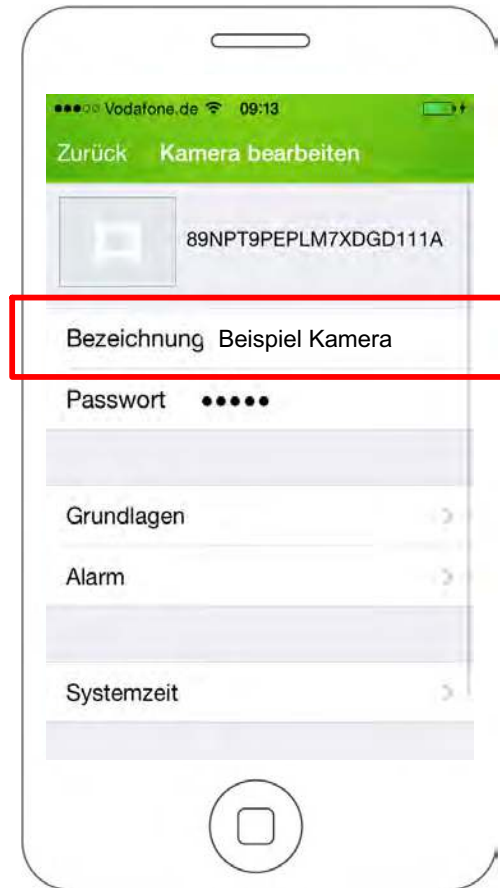 Vodafone.de 09:13
Zurück Kamera bearbeiten
89NPT9PEPLM7XDGD111A
Bezeichnung Beispiel Kamera
Passwort •••••
Grundlagen
Alarm
Systemzeit